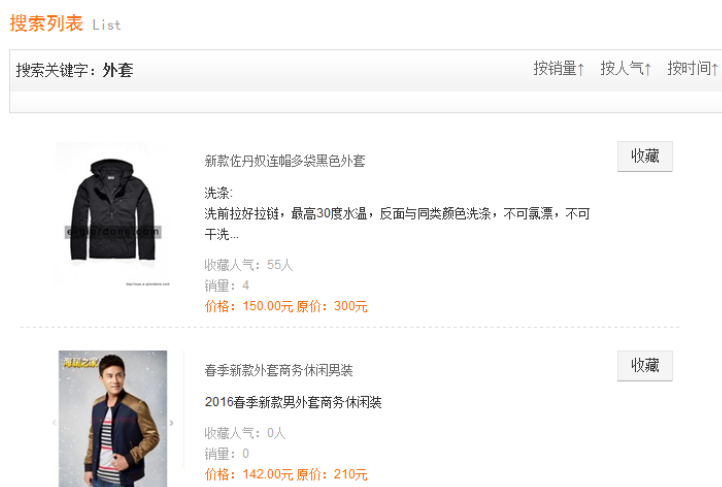 搜索列表 List
搜索关键字：外套
按销量↑ 按人气↑ 按时间↑
新款佐丹奴连帽多袋黑色外套
收藏
洗涤:
洗前拉好拉链，最高30度水温，反面与同类颜色洗涤，不可氯漂，不可
干洗...
收藏人气：55人
销量：4
价格：150.00元 原价：300元
海澜之家
春季新款外套商务休闲男装
收藏
2016春季新款男外套商务休闲装
收藏人气：0人
销量：0
价格：142.00元 原价：210元